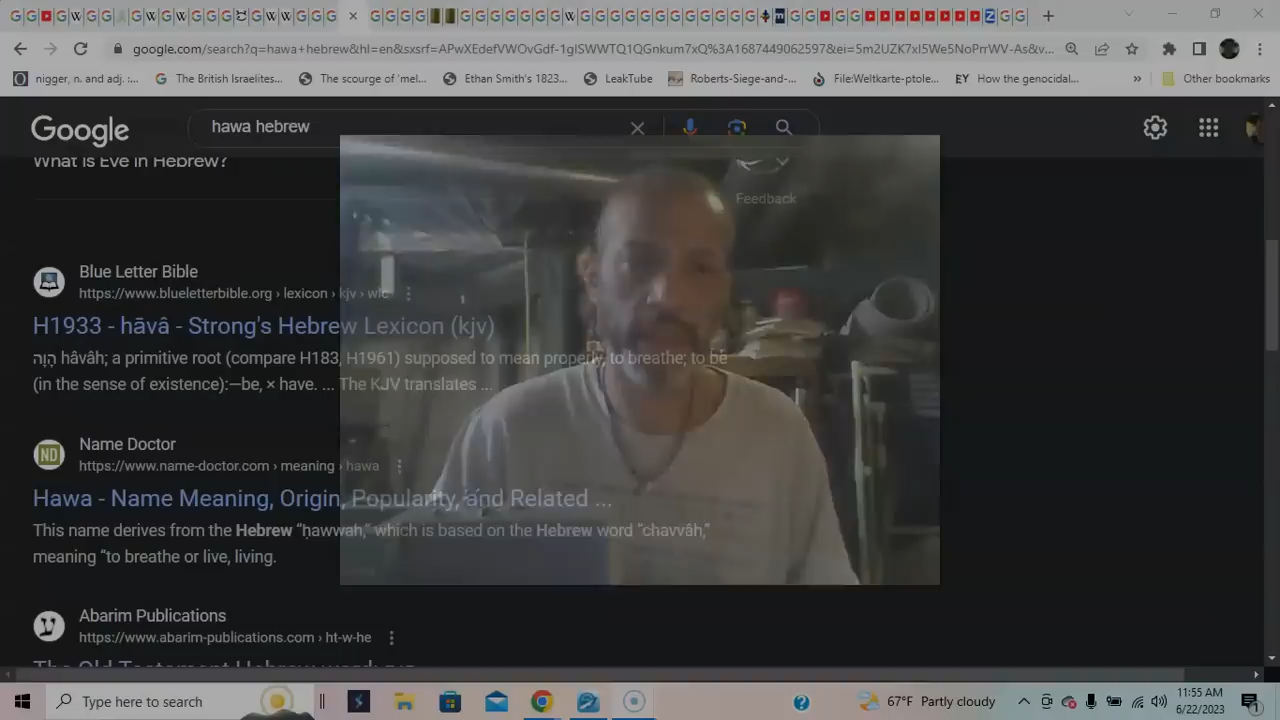 google.com/search?q=hawa+hebrew&hl=en&sxsrf=APwXEdefVWOvGdf-1gISWWTQ1QGnkum7xQ%3A1687449062597&ei=5m2UZK7xI5We5NoPrrWV-As&v...
nigger, n. and adj. :... The British Israelites... The scourge of 'mel... Ethan Smith's 1823... LeakTube Roberts-Siege-and-... File:Weltkarte-ptole... EY How the genocidal... » Other bookmarks
Google hawa hebrew
What is Eve in Hebrew?
Feedback
Blue Letter Bible
https://www.blueletterbible.org › lexicon › kjv › wlc
H1933 - hāvâ - Strong's Hebrew Lexicon (kjv)
הָוָה hâvâh; a primitive root (compare H183, H1961) supposed to mean properly, to breathe; to be
(in the sense of existence):—be, × have. ... The KJV translates ...
ND Name Doctor
https://www.name-doctor.com › meaning › hawa
Hawa - Name Meaning, Origin, Popularity, and Related ...
This name derives from the Hebrew “ḥawwah,” which is based on the Hebrew word “chavvâh,”
meaning “to breathe or live, living.
Abarim Publications
https://www.abarim-publications.com › ht-w-he
Type here to search 67°F Partly cloudy 11:55 AM
6/22/2023